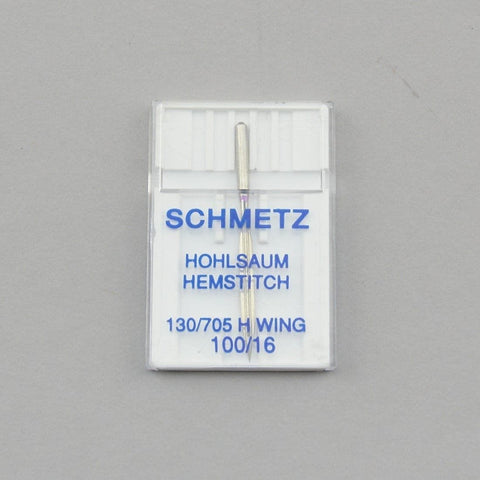 SCHMETZ
HOHLSAUM
HEMSTITCH
130/705 H WING
100/16